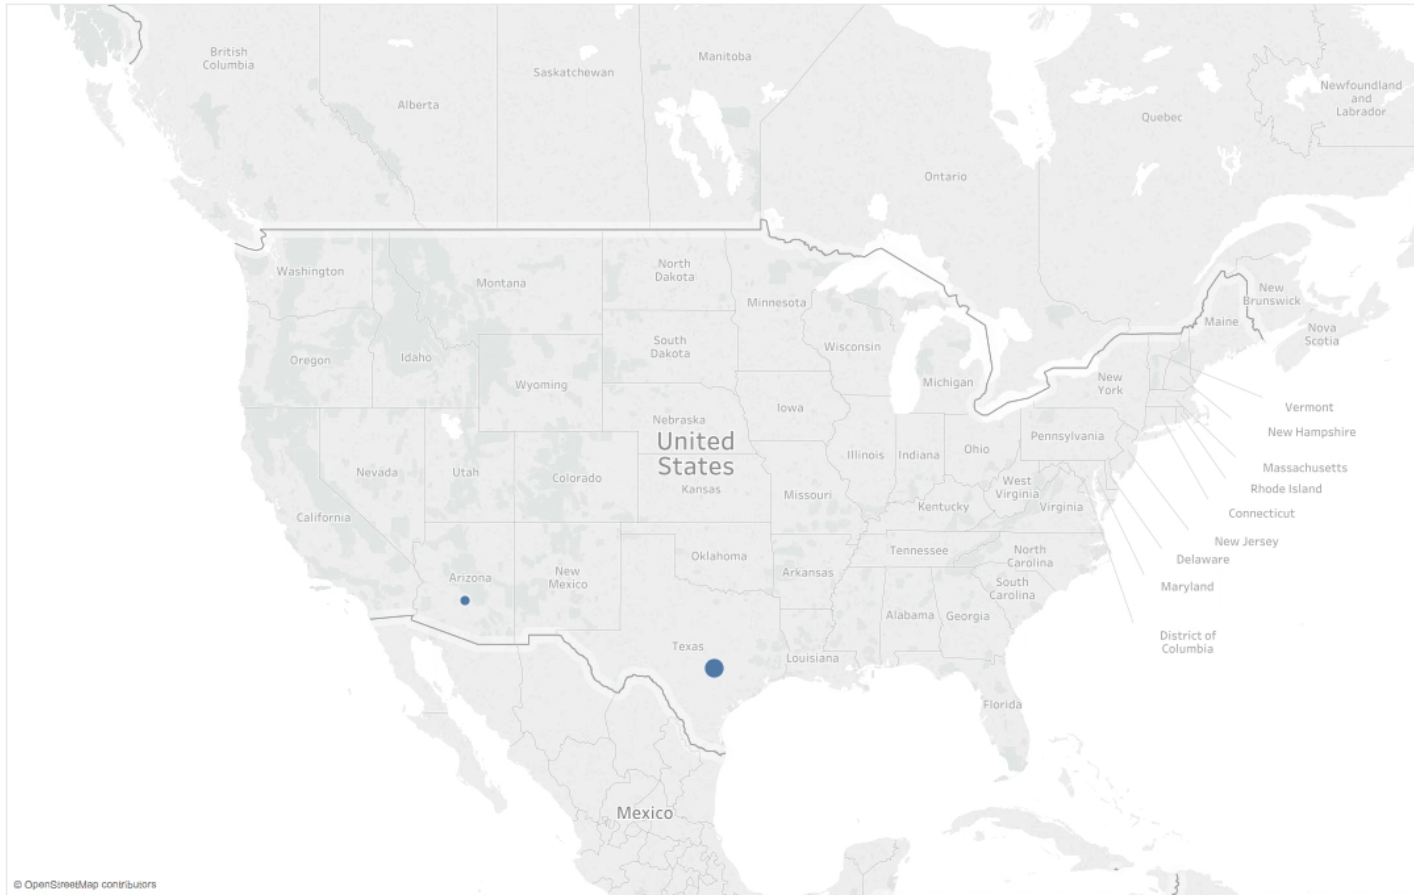 British
Columbia
Alberta
Saskatchewan
Manitoba
Ontario
Quebec
Newfoundland
and
Labrador
Washington
Montana
North
Dakota
Minnesota
New
Brunswick
Maine
Nova
Scotia
Oregon
Idaho
Wyoming
South
Dakota
Wisconsin
Michigan
New
York
Vermont
New Hampshire
Massachusetts
Rhode Island
Connecticut
New Jersey
Delaware
Maryland
District of
Columbia
Nebraska
Iowa
Pennsylvania
United
States
Nevada
Utah
Colorado
Kansas
Missouri
Illinois
Indiana
Ohio
West
Virginia
Virginia
Kentucky
California
Arizona
New
Mexico
Oklahoma
Arkansas
Tennessee
North
Carolina
South
Carolina
Alabama
Georgia
Texas
Louisiana
Florida
Mexico
© OpenStreetMap contributors